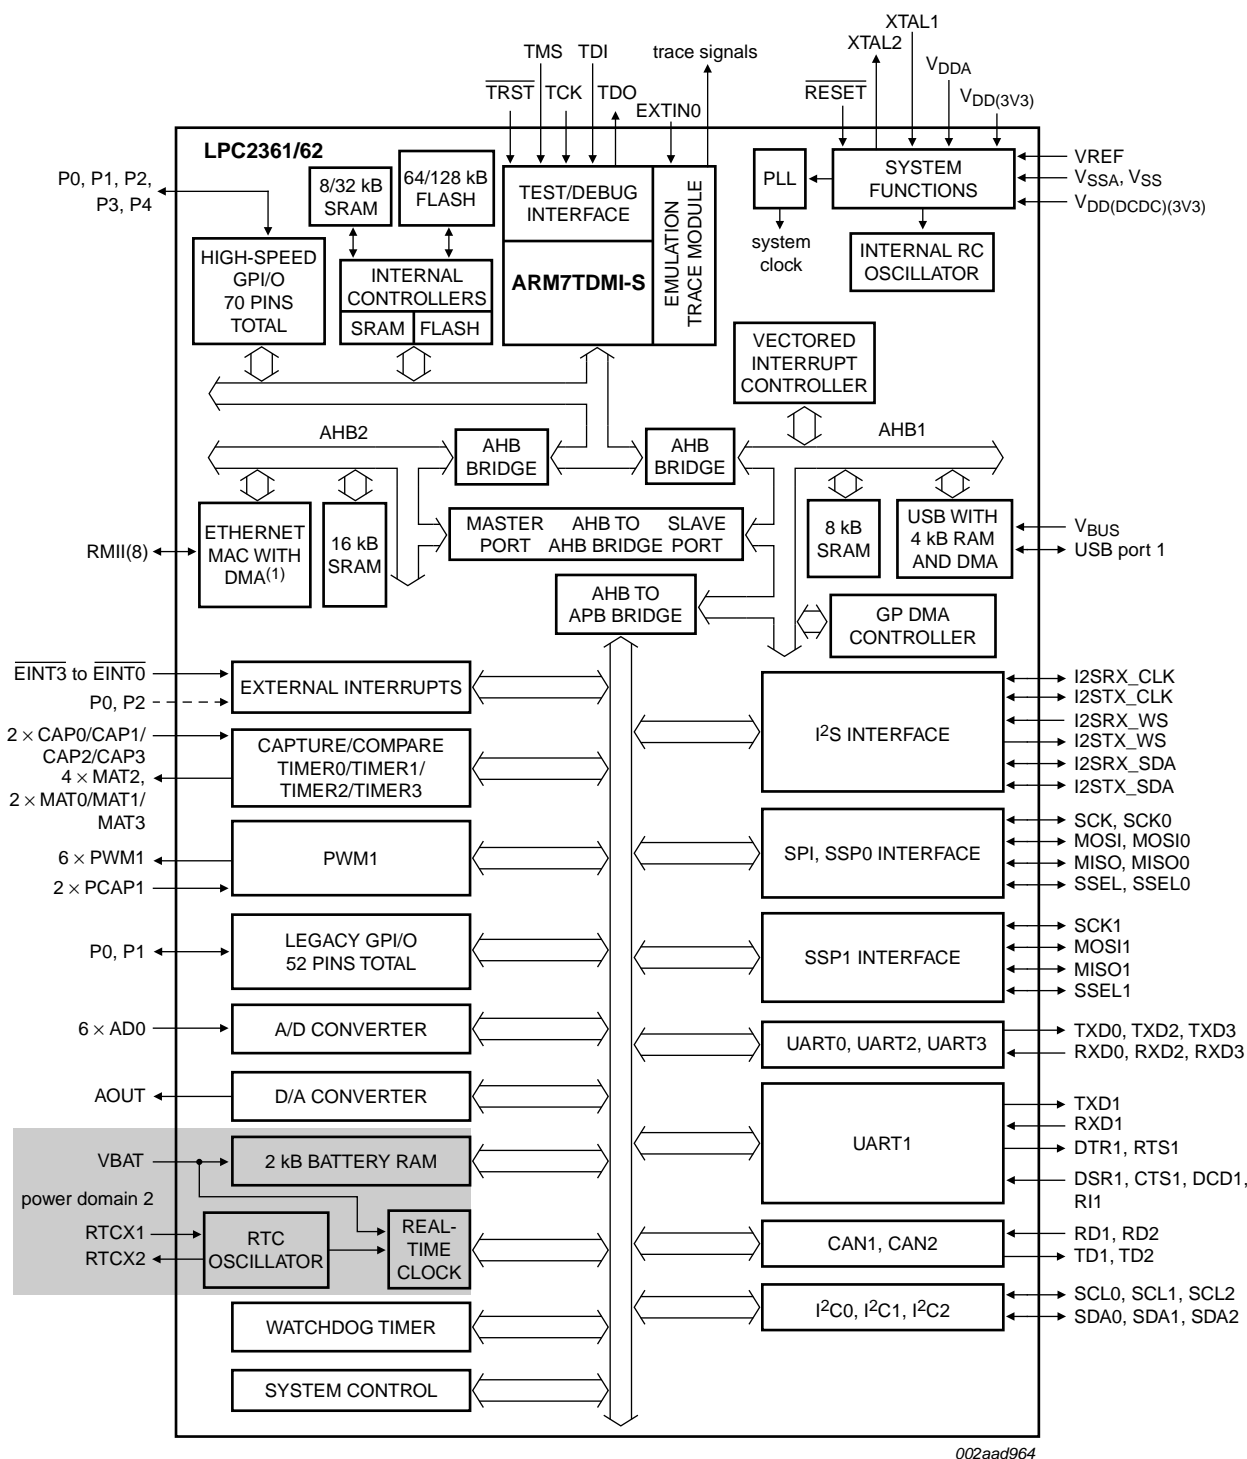 XTAL1
XTAL2
TMS TDI
trace signals
VDDA
TRST TCK TDO
RESET
VDD(3V3)
EXTIN0
LPC2361/62
P0, P1, P2,
P3, P4
8/32 kB
SRAM
64/128 kB
FLASH
TEST/DEBUG
INTERFACE
EMULATION
TRACE MODULE
PLL
SYSTEM
FUNCTIONS
VREF
VSSA, VSS
VDD(DCDC)(3V3)
system
clock
INTERNAL RC
OSCILLATOR
HIGH-SPEED
GPI/O
70 PINS
TOTAL
INTERNAL
CONTROLLERS
SRAM FLASH
ARM7TDMI-S
VECTORED
INTERRUPT
CONTROLLER
AHB2
AHB
BRIDGE
AHB
BRIDGE
AHB1
ETHERNET
MAC WITH
DMA(1)
RMII(8)
16 kB
SRAM
MASTER AHB TO SLAVE
PORT AHB BRIDGE PORT
8 kB
SRAM
USB WITH
4 kB RAM
AND DMA
VBUS
USB port 1
AHB TO
APB BRIDGE
GP DMA
CONTROLLER
EINT3 to EINT0
P0, P2
EXTERNAL INTERRUPTS
2 × CAP0/CAP1/
CAP2/CAP3
4 × MAT2,
2 × MAT0/MAT1/
MAT3
CAPTURE/COMPARE
TIMER0/TIMER1/
TIMER2/TIMER3
6 × PWM1
2 × PCAP1
PWM1
P0, P1
LEGACY GPI/O
52 PINS TOTAL
6 × AD0
A/D CONVERTER
AOUT
D/A CONVERTER
VBAT
2 kB BATTERY RAM
power domain 2
RTCX1
RTCX2
RTC
OSCILLATOR
REAL-
TIME
CLOCK
WATCHDOG TIMER
SYSTEM CONTROL
I2S INTERFACE
I2SRX_CLK
I2STX_CLK
I2SRX_WS
I2STX_WS
I2SRX_SDA
I2STX_SDA
SPI, SSP0 INTERFACE
SCK, SCK0
MOSI, MOSI0
MISO, MISO0
SSEL, SSEL0
SSP1 INTERFACE
SCK1
MOSI1
MISO1
SSEL1
UART0, UART2, UART3
TXD0, TXD2, TXD3
RXD0, RXD2, RXD3
UART1
TXD1
RXD1
DTR1, RTS1
DSR1, CTS1, DCD1,
RI1
CAN1, CAN2
RD1, RD2
TD1, TD2
I2C0, I2C1, I2C2
SCL0, SCL1, SCL2
SDA0, SDA1, SDA2
002aad964